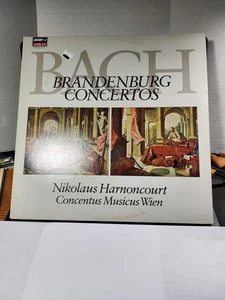 BACH
BRANDENBURG
CONCERTOS
Nikolaus Harnoncourt
Concentus Musicus Wien